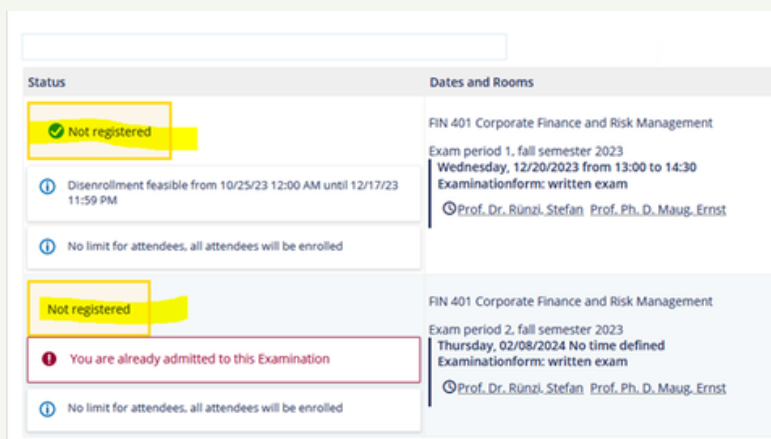 Status
Dates and Rooms
Not registered
Disenrollment feasible from 10/25/23 12:00 AM until 12/17/23
11:59 PM
No limit for attendees, all attendees will be enrolled
FIN 401 Corporate Finance and Risk Management
Exam period 1, fall semester 2023
Wednesday, 12/20/2023 from 13:00 to 14:30
Examinationform: written exam
Prof. Dr. Rünzi, Stefan Prof. Ph. D. Maug, Ernst
Not registered
You are already admitted to this Examination
No limit for attendees, all attendees will be enrolled
FIN 401 Corporate Finance and Risk Management
Exam period 2, fall semester 2023
Thursday, 02/08/2024 No time defined
Examinationform: written exam
Prof. Dr. Rünzi, Stefan Prof. Ph. D. Maug, Ernst